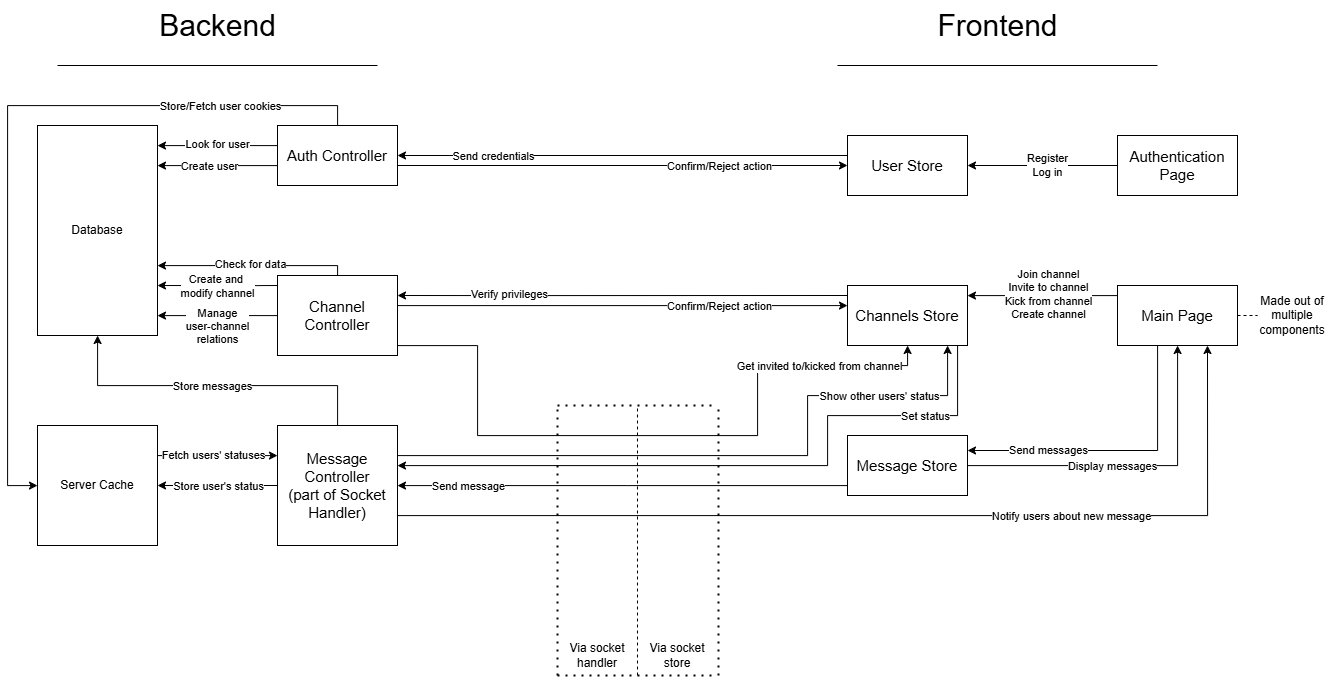 Backend
Frontend
Store/Fetch user cookies
Look for user
Create user
Auth Controller
Send credentials
Confirm/Reject action
User Store
Register
Log in
Authentication
Page
Database
Check for data
Create and
modify channel
Manage
user-channel
relations
Channel
Controller
Verify privileges
Confirm/Reject action
Channels Store
Join channel
Invite to channel
Kick from channel
Create channel
Main Page
Made out of
multiple
components
Get invited to/kicked from channel
Store messages
Show other users' status
Set status
Server Cache
Fetch users' statuses
Store user's status
Message
Controller
(part of Socket
Handler)
Send message
Message Store
Send messages
Display messages
Notify users about new message
Via socket
handler
Via socket
store